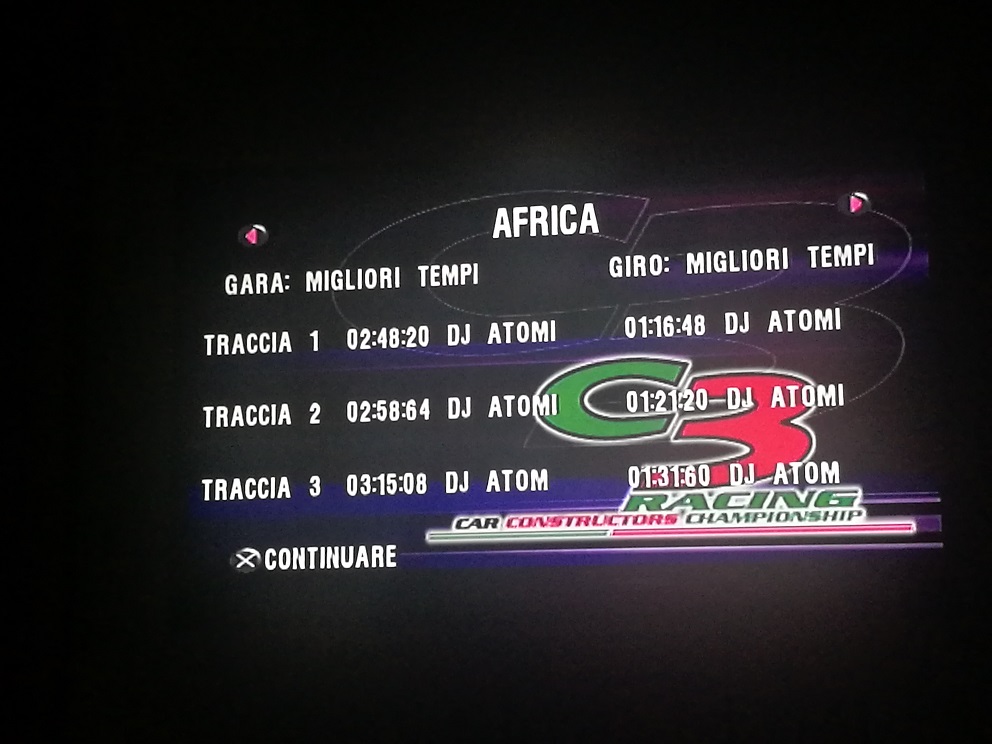 AFRICA
GARA: MIGLIORI TEMPI GIRO: MIGLIORI TEMPI
TRACCIA 1 02:48:20 DJ ATOMI 01:16:48 DJ ATOMI
TRACCIA 2 02:58:64 DJ ATOMI 01:21:20 DJ ATOMI
TRACCIA 3 03:15:08 DJ ATOM 01:31:60 DJ ATOM
C3
RACING
CAR CONSTRUCTORS' CHAMPIONSHIP
CONTINUARE